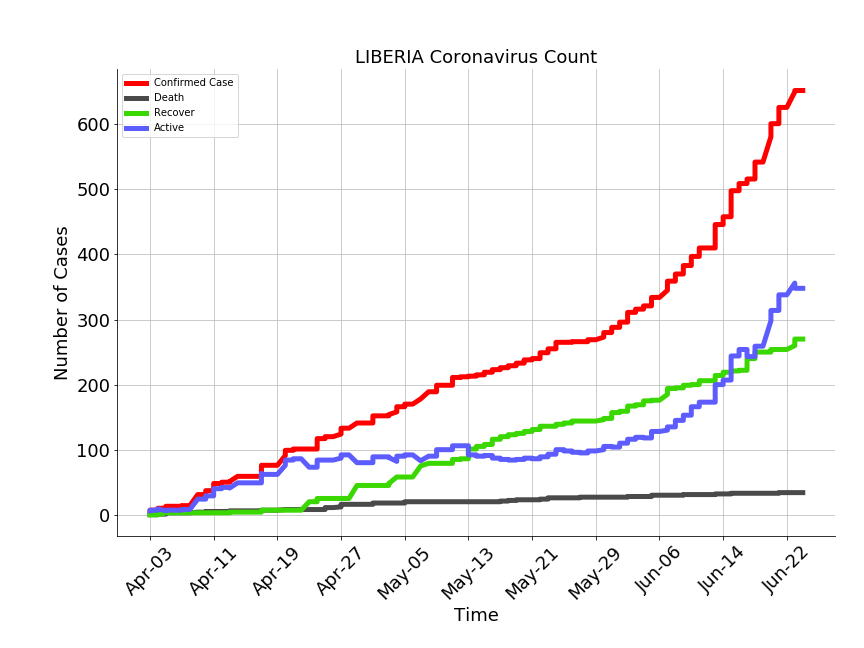 LIBERIA Coronavirus Count
Confirmed Case
Death
Recover
Active
Number of Cases
600
500
400
300
200
100
0
Apr-03
Apr-11
Apr-19
Apr-27
May-05
May-13
May-21
May-29
Jun-06
Jun-14
Jun-22
Time